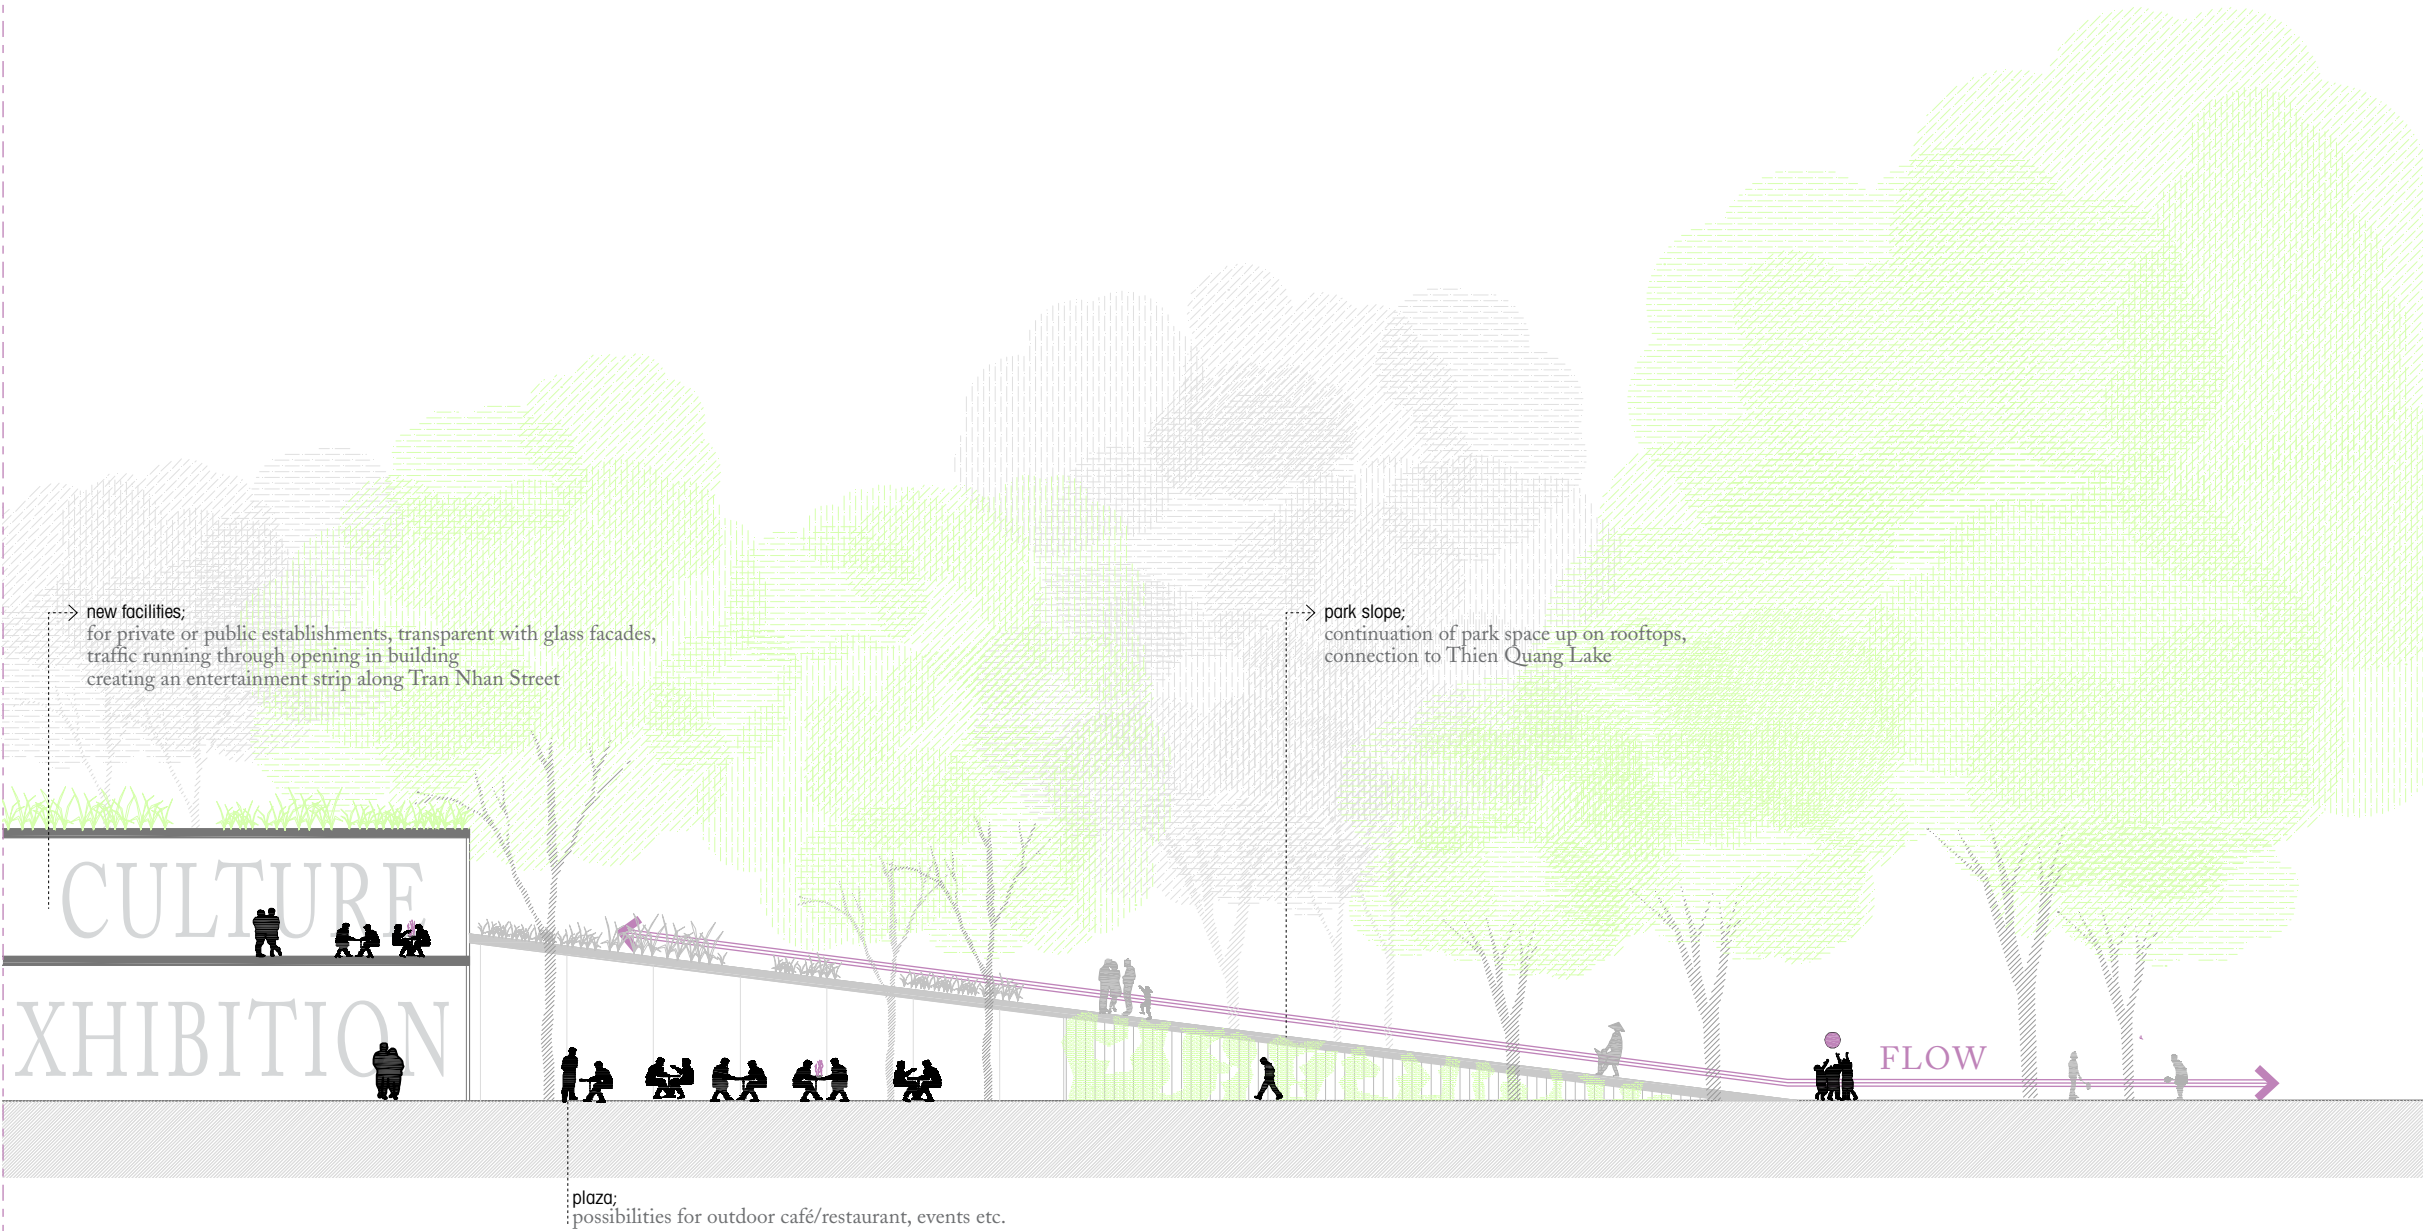 new facilities;
for private or public establishments, transparent with glass facades,
traffic running through opening in building
creating an entertainment strip along Tran Nhan Street
park slope;
continuation of park space up on rooftops,
connection to Thien Quang Lake
CULTURE
XHIBITION
FLOW
plaza;
possibilities for outdoor café/restaurant, events etc.